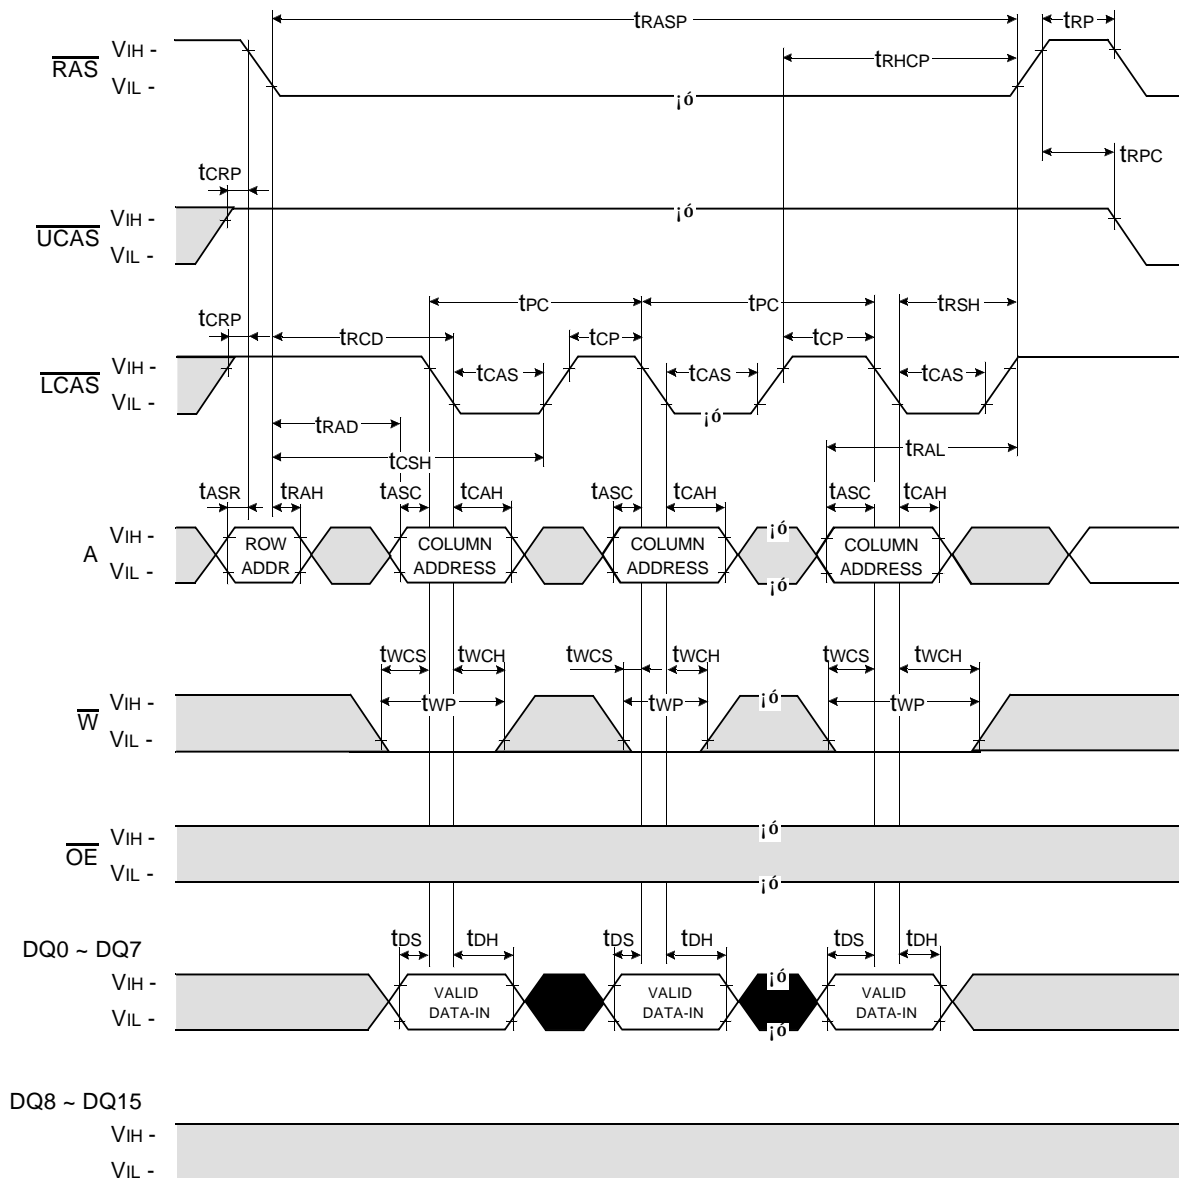 tRASP
tRP
RAS
VIH -
VIL -
tRHCP
¡ó
tCRP
tRPC
UCAS
VIH -
VIL -
¡ó
tCRP
tRCD
tPC
tCP
tPC
tCP
tRSH
LCAS
VIH -
VIL -
tCAS
tCAS
tCAS
¡ó
tRAD
tCSH
tRAL
tASR
tRAH
tASC
tCAH
tASC
tCAH
tASC
tCAH
A
VIH -
VIL -
ROW
ADDR
COLUMN
ADDRESS
COLUMN
ADDRESS
¡ó
¡ó
COLUMN
ADDRESS
tWCS
tWCH
tWCS
tWCH
tWCS
tWCH
W
VIH -
VIL -
tWP
tWP
¡ó
tWP
OE
VIH -
VIL -
¡ó
¡ó
DQ0 ~ DQ7
tDS
tDH
tDS
tDH
tDS
tDH
VIH -
VIL -
VALID
DATA-IN
VALID
DATA-IN
¡ó
¡ó
VALID
DATA-IN
DQ8 ~ DQ15
VIH -
VIL -